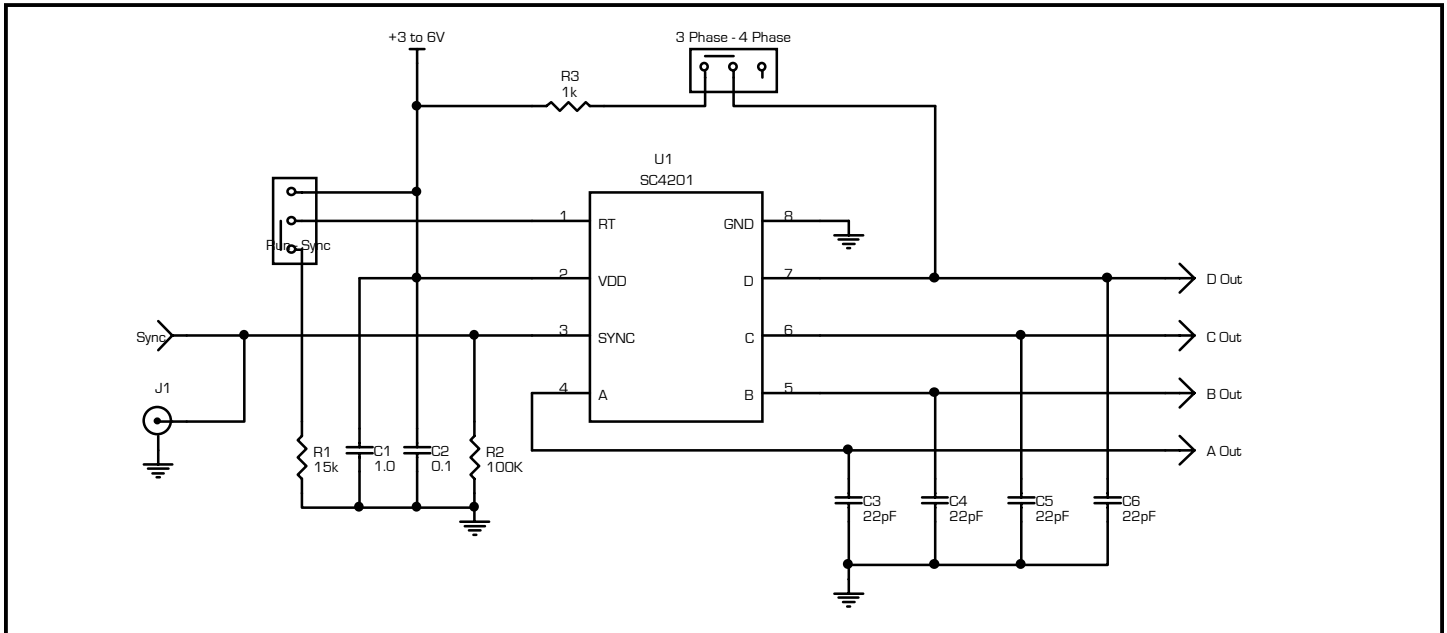 +3 to 6V
3 Phase - 4 Phase
R3
1k
U1
SC4201
1
RT
GND
8
Run - Sync
2
VDD
D
7
D Out
Sync
3
SYNC
C
6
C Out
J1
4
A
B
5
B Out
R1
15k
C1
1.0
C2
0.1
R2
100K
A Out
C3
22pF
C4
22pF
C5
22pF
C6
22pF